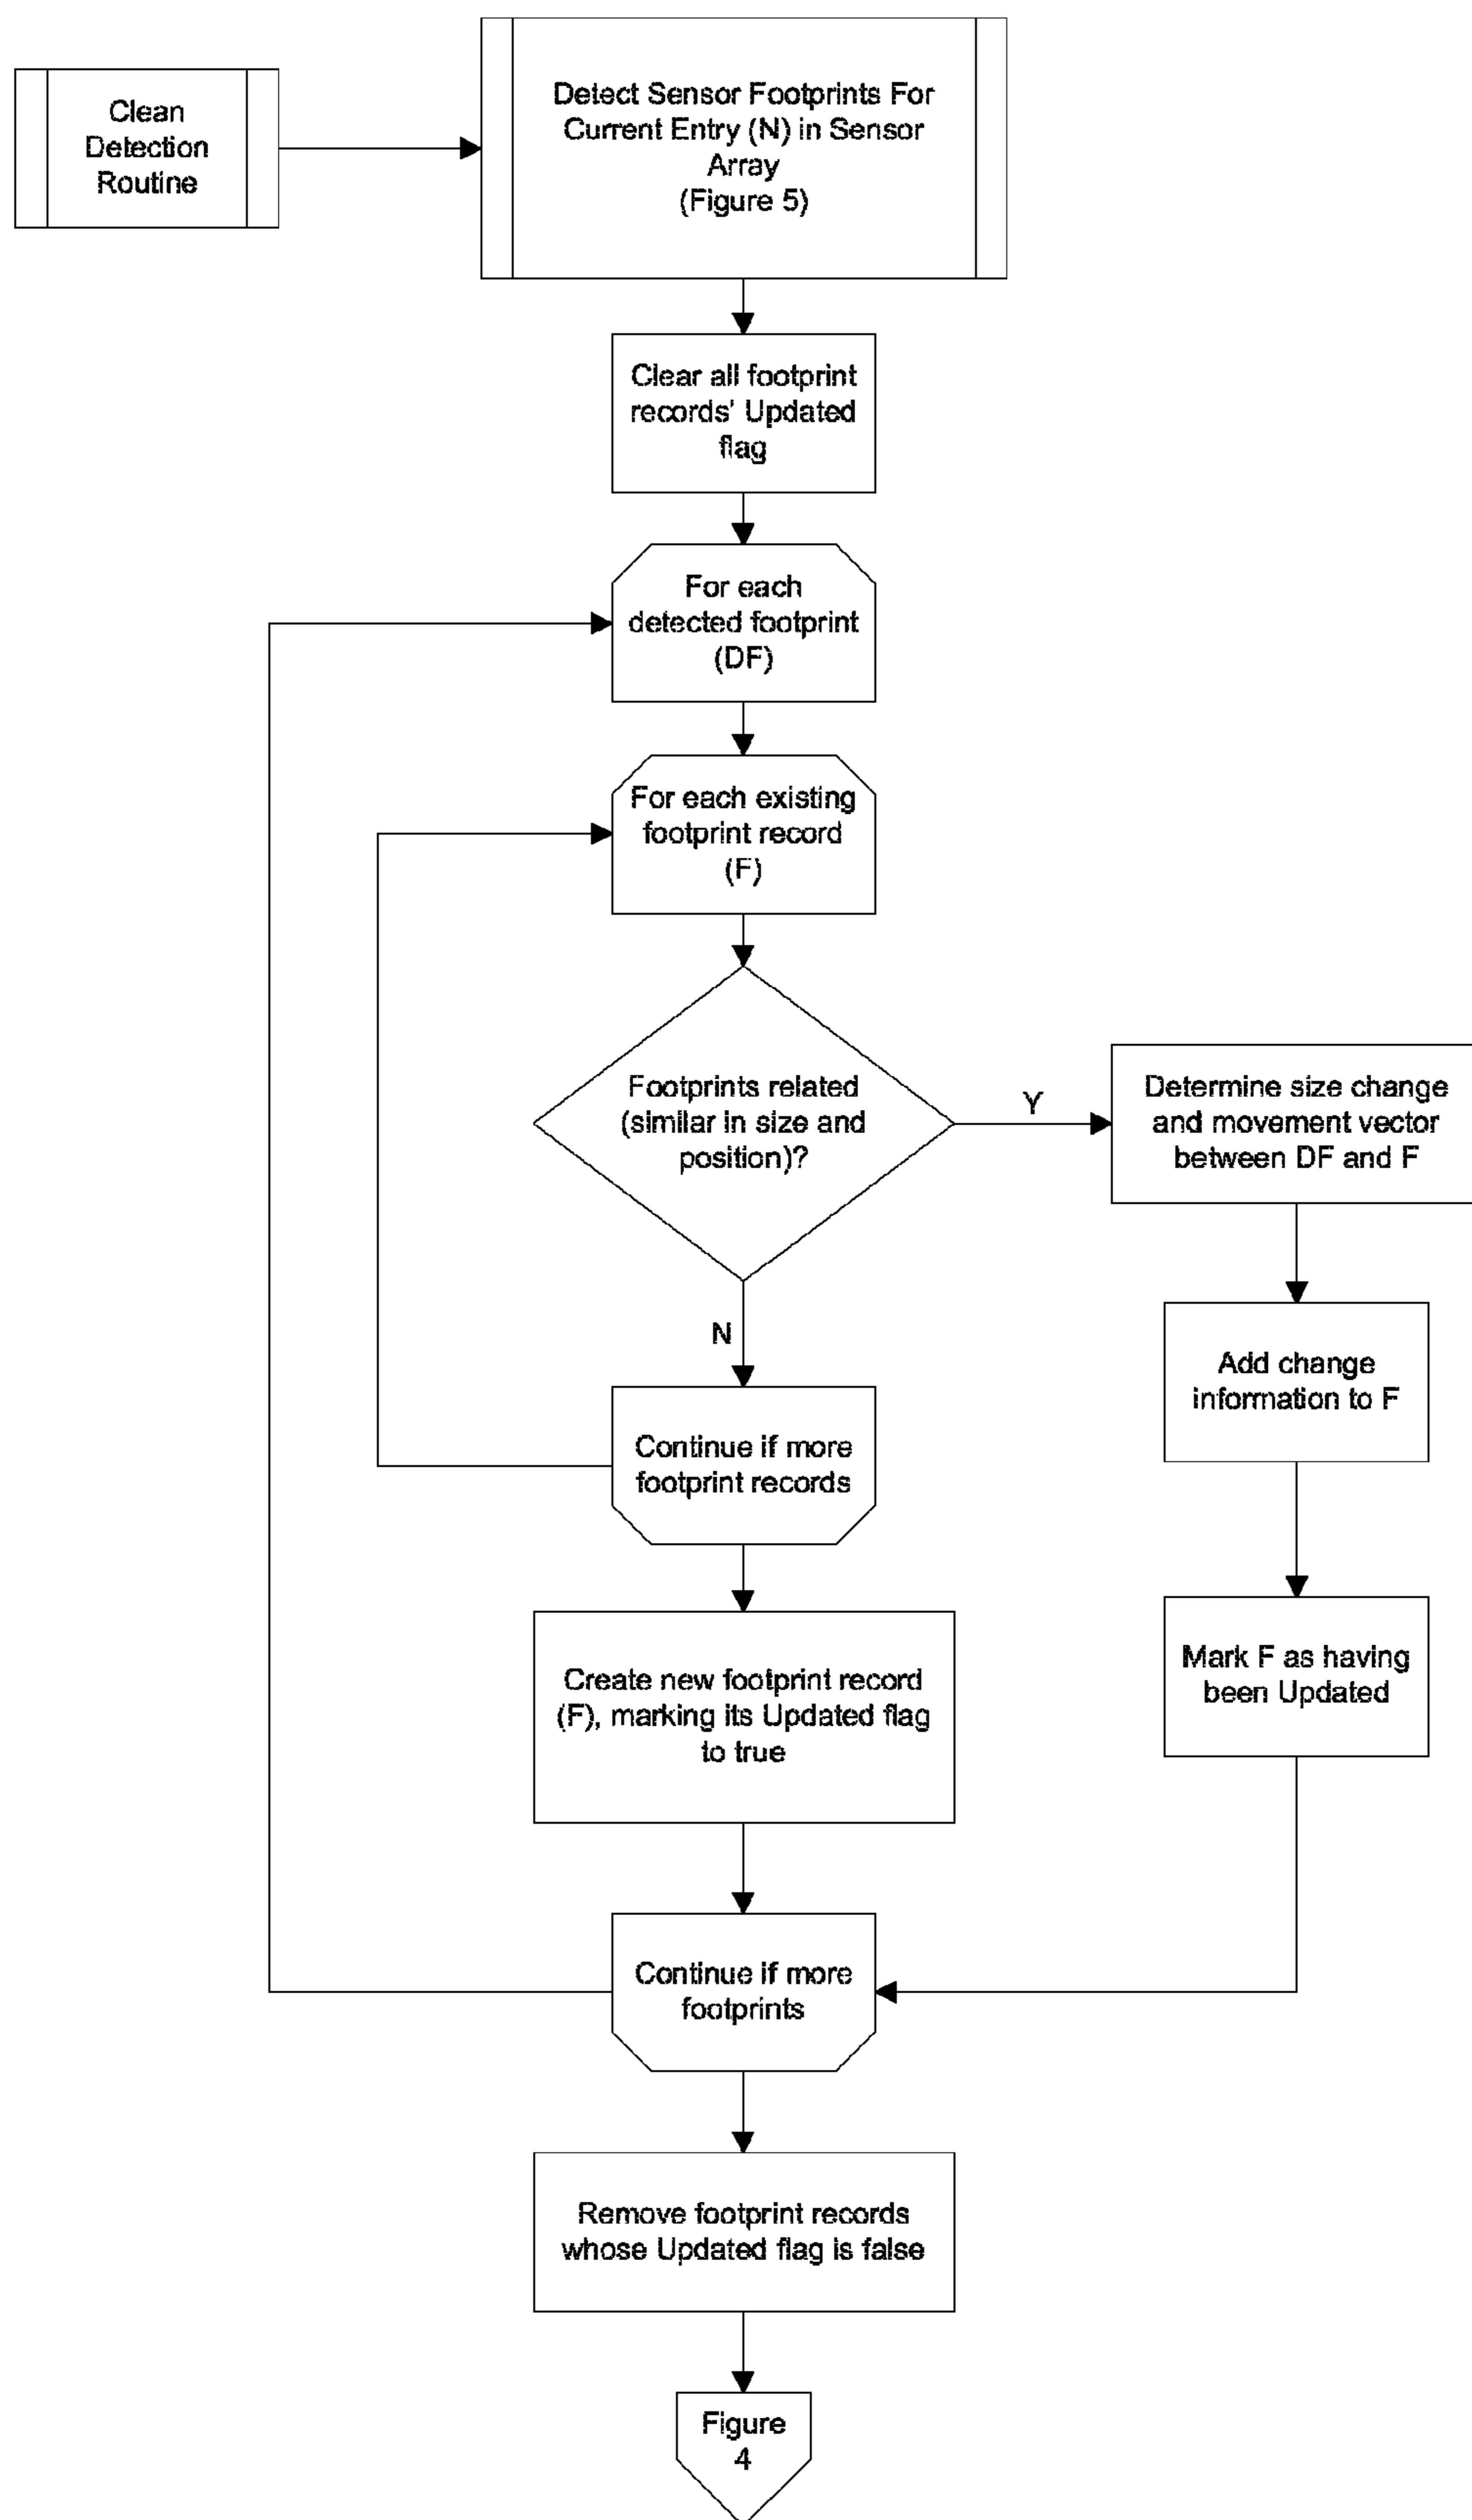 Clean
Detection
Routine
Detect Sensor Footprints For
Current Entry (N) in Sensor
Array
(Figure 5)
Clear all footprint
records' Updated
flag
For each
detected footprint
(DF)
For each existing
footprint record
(F)
Footprints related
(similar in size and
position)?
Y
Determine size change
and movement vector
between DF and F
N
Add change
information to F
Continue if more
footprint records
Mark F as having
been Updated
Create new footprint record
(F), marking its Updated flag
to true
Continue if more
footprints
Remove footprint records
whose Updated flag is false
Figure
4